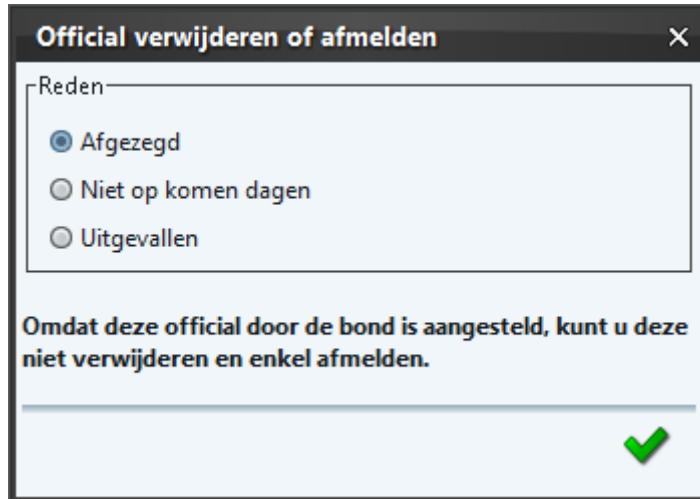 Official verwijderen of afmelden
Reden
Afgezegd
Niet op komen dagen
Uitgevallen
Omdat deze official door de bond is aangesteld, kunt u deze
niet verwijderen en enkel afmelden.